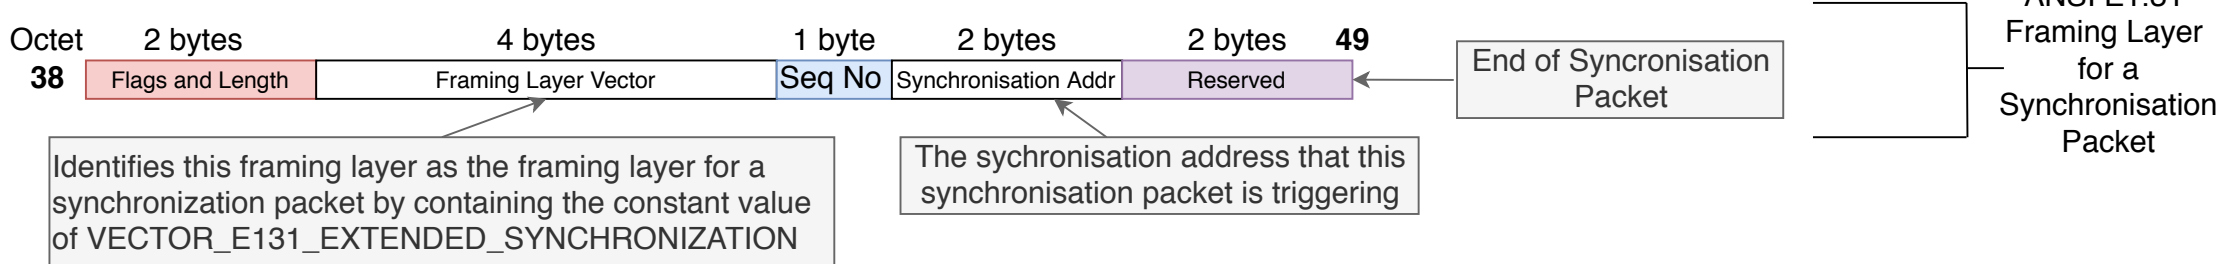 Octet 2 bytes 4 bytes 1 byte 2 bytes 2 bytes 49
38 Flags and Length Framing Layer Vector Seq No Synchronisation Addr Reserved
End of Syncronisation
Packet
Identifies this framing layer as the framing layer for a
synchronization packet by containing the constant value
of VECTOR_E131_EXTENDED_SYNCHRONIZATION
The sychronisation address that this
synchronisation packet is triggering
Framing Layer
for a
Synchronisation
Packet